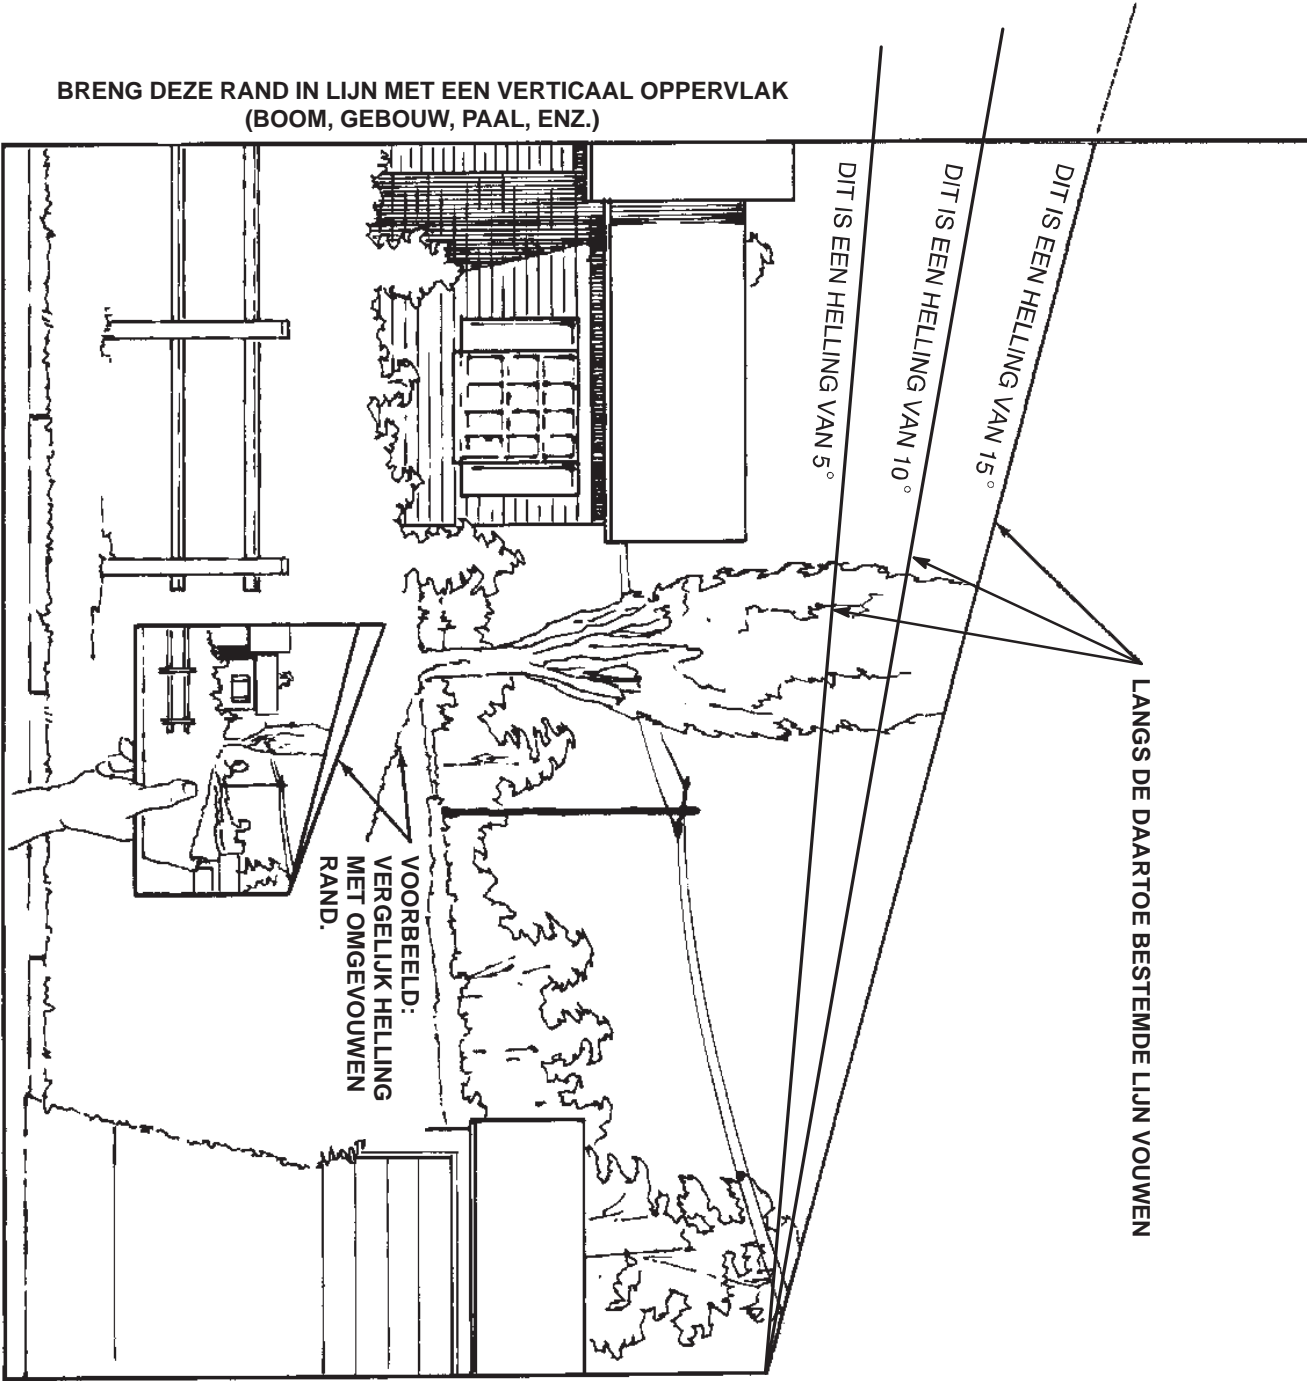 BRENG DEZE RAND IN LIJN MET EEN VERTICAAL OPPERVLAK
(BOOM, GEBOUW, PAAL, ENZ.)
DIT IS EEN HELLING VAN 15°
DIT IS EEN HELLING VAN 10°
DIT IS EEN HELLING VAN 5°
LANGS DE DAARTOE BESTEMDE LIJN VOUWEN
VOORBEELD:
VERGELIJK HELLING
MET OMGEVOUWEN
RAND.